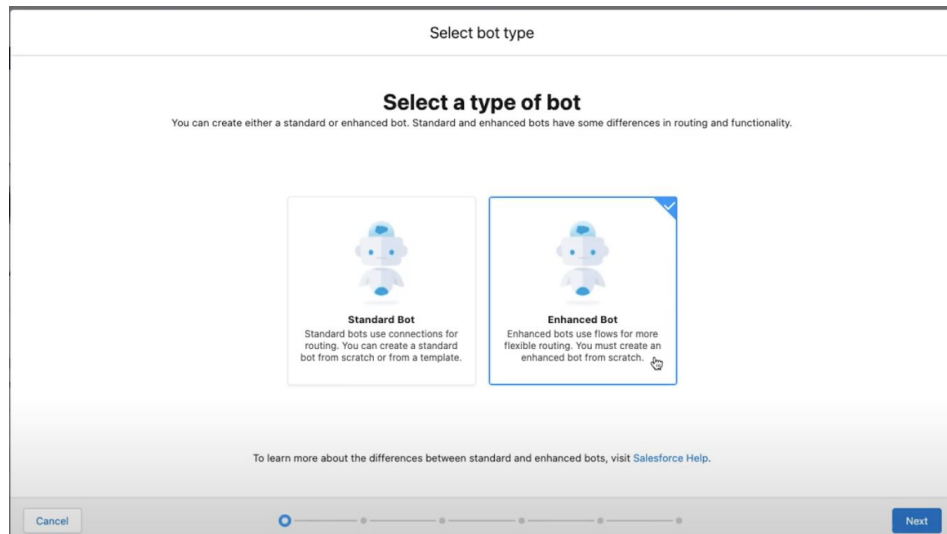 Select bot type
Select a type of bot
You can create either a standard or enhanced bot. Standard and enhanced bots have some differences in routing and functionality.
Standard Bot
Standard bots use connections for
routing. You can create a standard
bot from scratch or from a template.
Enhanced Bot
Enhanced bots use flows for more
flexible routing. You must create an
enhanced bot from scratch.
To learn more about the differences between standard and enhanced bots, visit Salesforce Help.
Cancel
Next